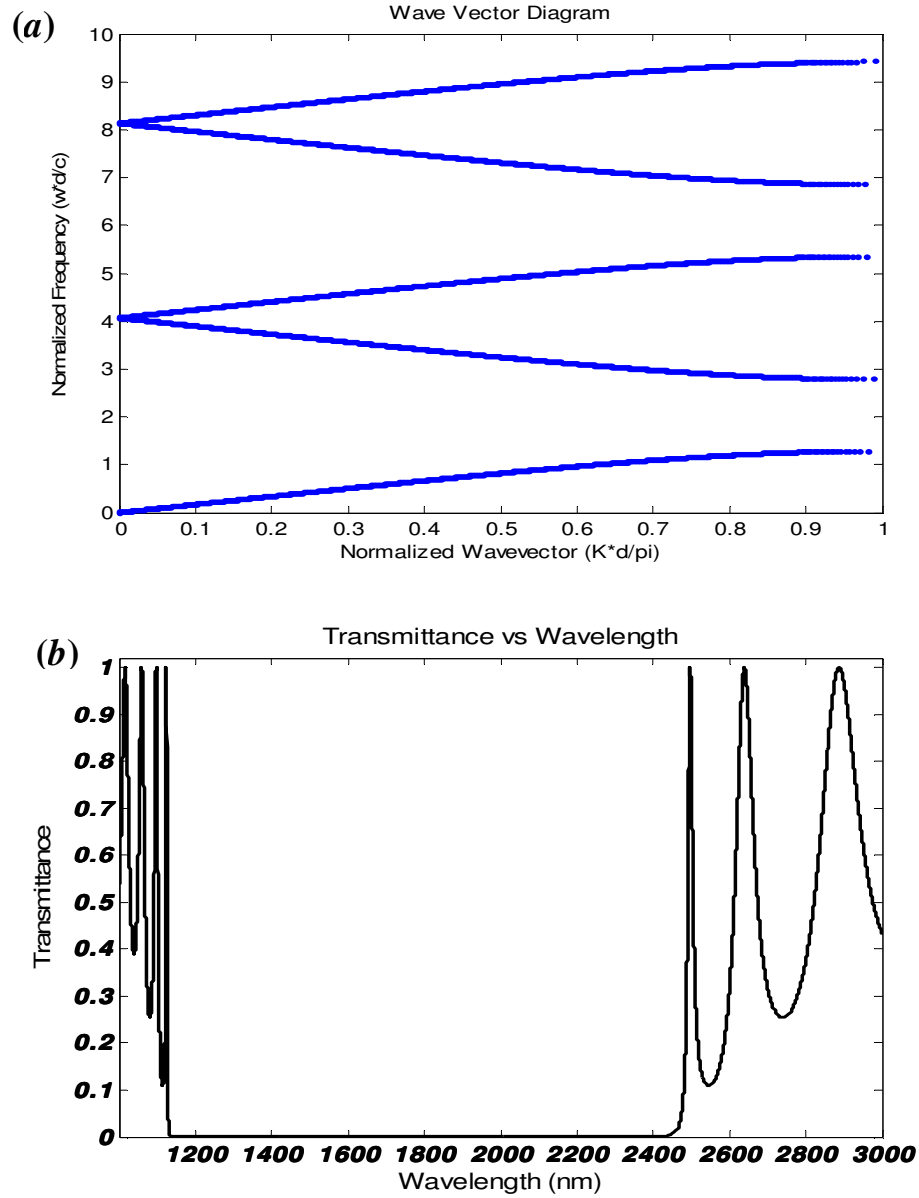 (a)
Wave Vector Diagram
10
9
8
7
6
5
4
3
2
1
0
Normalized Frequency (w*d/c)
0 0.1 0.2 0.3 0.4 0.5 0.6 0.7 0.8 0.9 1
Normalized Wavevector (K*d/pi)
(b)
Transmittance vs Wavelength
1
0.9
0.8
0.7
0.6
0.5
0.4
0.3
0.2
0.1
0
Transmittance
1200 1400 1600 1800 2000 2200 2400 2600 2800 3000
Wavelength (nm)